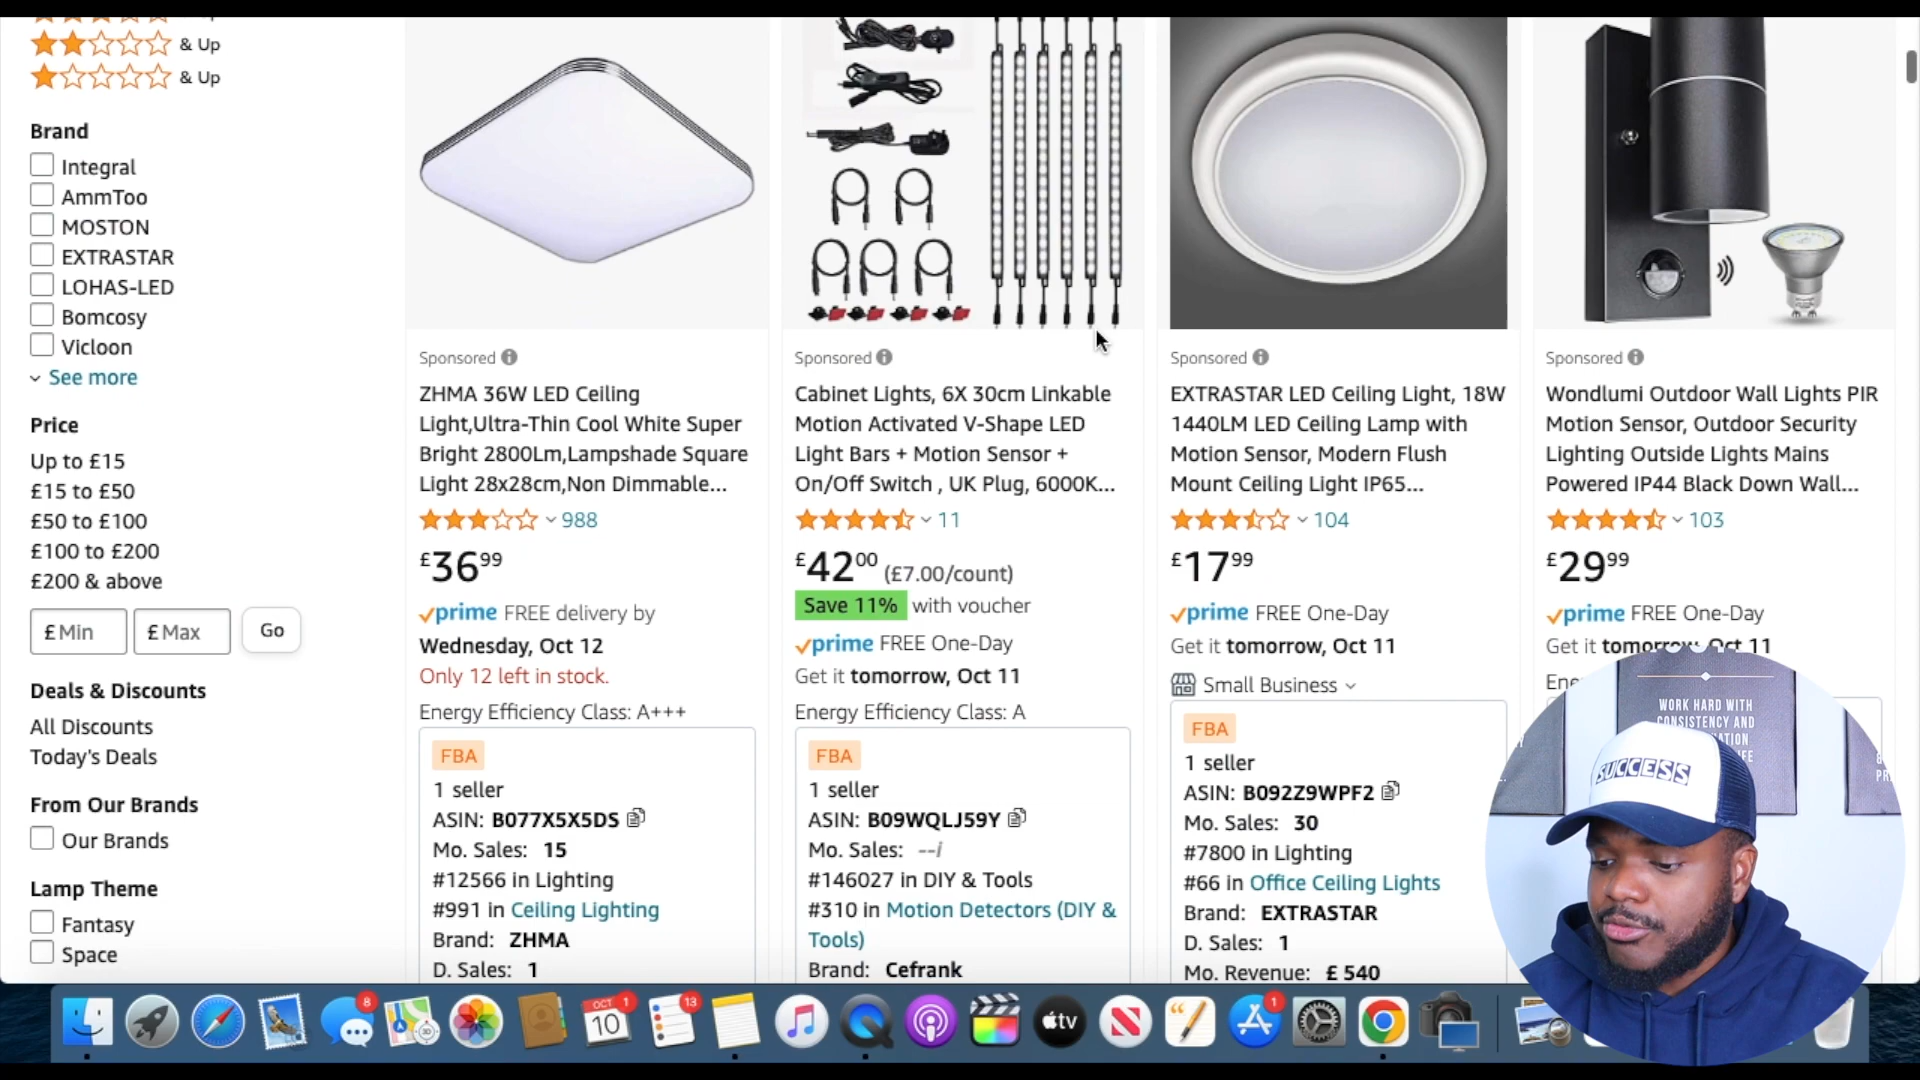 & Up
& Up
Brand
Integral
AmmToo
MOSTON
EXTRASTAR
LOHAS-LED
Bomcosy
Vicloon
See more
Price
Up to £15
£15 to £50
£50 to £100
£100 to £200
£200 & above
£ Min
£ Max
Go
Deals & Discounts
All Discounts
Today's Deals
From Our Brands
Our Brands
Lamp Theme
Fantasy
Space
Sponsored
ZHMA 36W LED Ceiling
Light,Ultra-Thin Cool White Super
Bright 2800Lm,Lampshade Square
Light 28x28cm,Non Dimmable...
988
£36.99
prime FREE delivery by
Wednesday, Oct 12
Only 12 left in stock.
Energy Efficiency Class: A+++
FBA
1 seller
ASIN: B077X5X5DS
Mo. Sales: 15
#12566 in Lighting
#991 in Ceiling Lighting
Brand: ZHMA
D. Sales: 1
Sponsored
Cabinet Lights, 6X 30cm Linkable
Motion Activated V-Shape LED
Light Bars + Motion Sensor +
On/Off Switch , UK Plug, 6000K...
11
£42.00 (£7.00/count)
Save 11% with voucher
prime FREE One-Day
Get it tomorrow, Oct 11
Energy Efficiency Class: A
FBA
1 seller
ASIN: B09WQLJ59Y
Mo. Sales: --i
#146027 in DIY & Tools
#310 in Motion Detectors (DIY &
Tools)
Brand: Cefrank
Sponsored
EXTRASTAR LED Ceiling Light, 18W
1440LM LED Ceiling Lamp with
Motion Sensor, Modern Flush
Mount Ceiling Light IP65...
104
£17.99
prime FREE One-Day
Get it tomorrow, Oct 11
Small Business
FBA
1 seller
ASIN: B092Z9WPF2
Mo. Sales: 30
#7800 in Lighting
#66 in Office Ceiling Lights
Brand: EXTRASTAR
D. Sales: 1
Mo. Revenue: £ 540
Sponsored
Wondlumi Outdoor Wall Lights PIR
Motion Sensor, Outdoor Security
Lighting Outside Lights Mains
Powered IP44 Black Down Wall...
103
£29.99
prime FREE One-Day
Get it tomorrow, Oct 11
Ene
WORK HARD WITH
CONSISTENCY AND
SUCCESS
8
13
OCT
10
1
tv
1